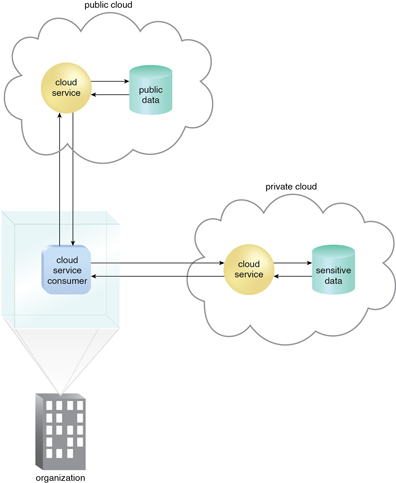 public cloud
cloud
service
public
data
private cloud
cloud
service
consumer
cloud
service
sensitive
data
organization